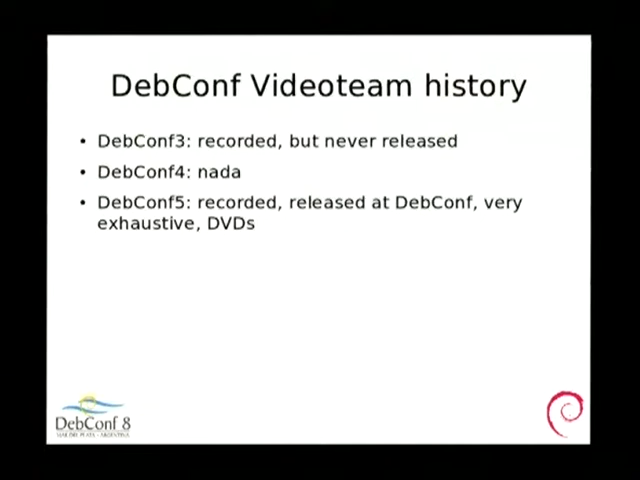 DebConf Videoteam history
• DebConf3: recorded, but never released
• DebConf4: nada
• DebConf5: recorded, released at DebConf, very
exhaustive, DVDs
DebConf 8
MAR DEL PLATA - ARGENTINA